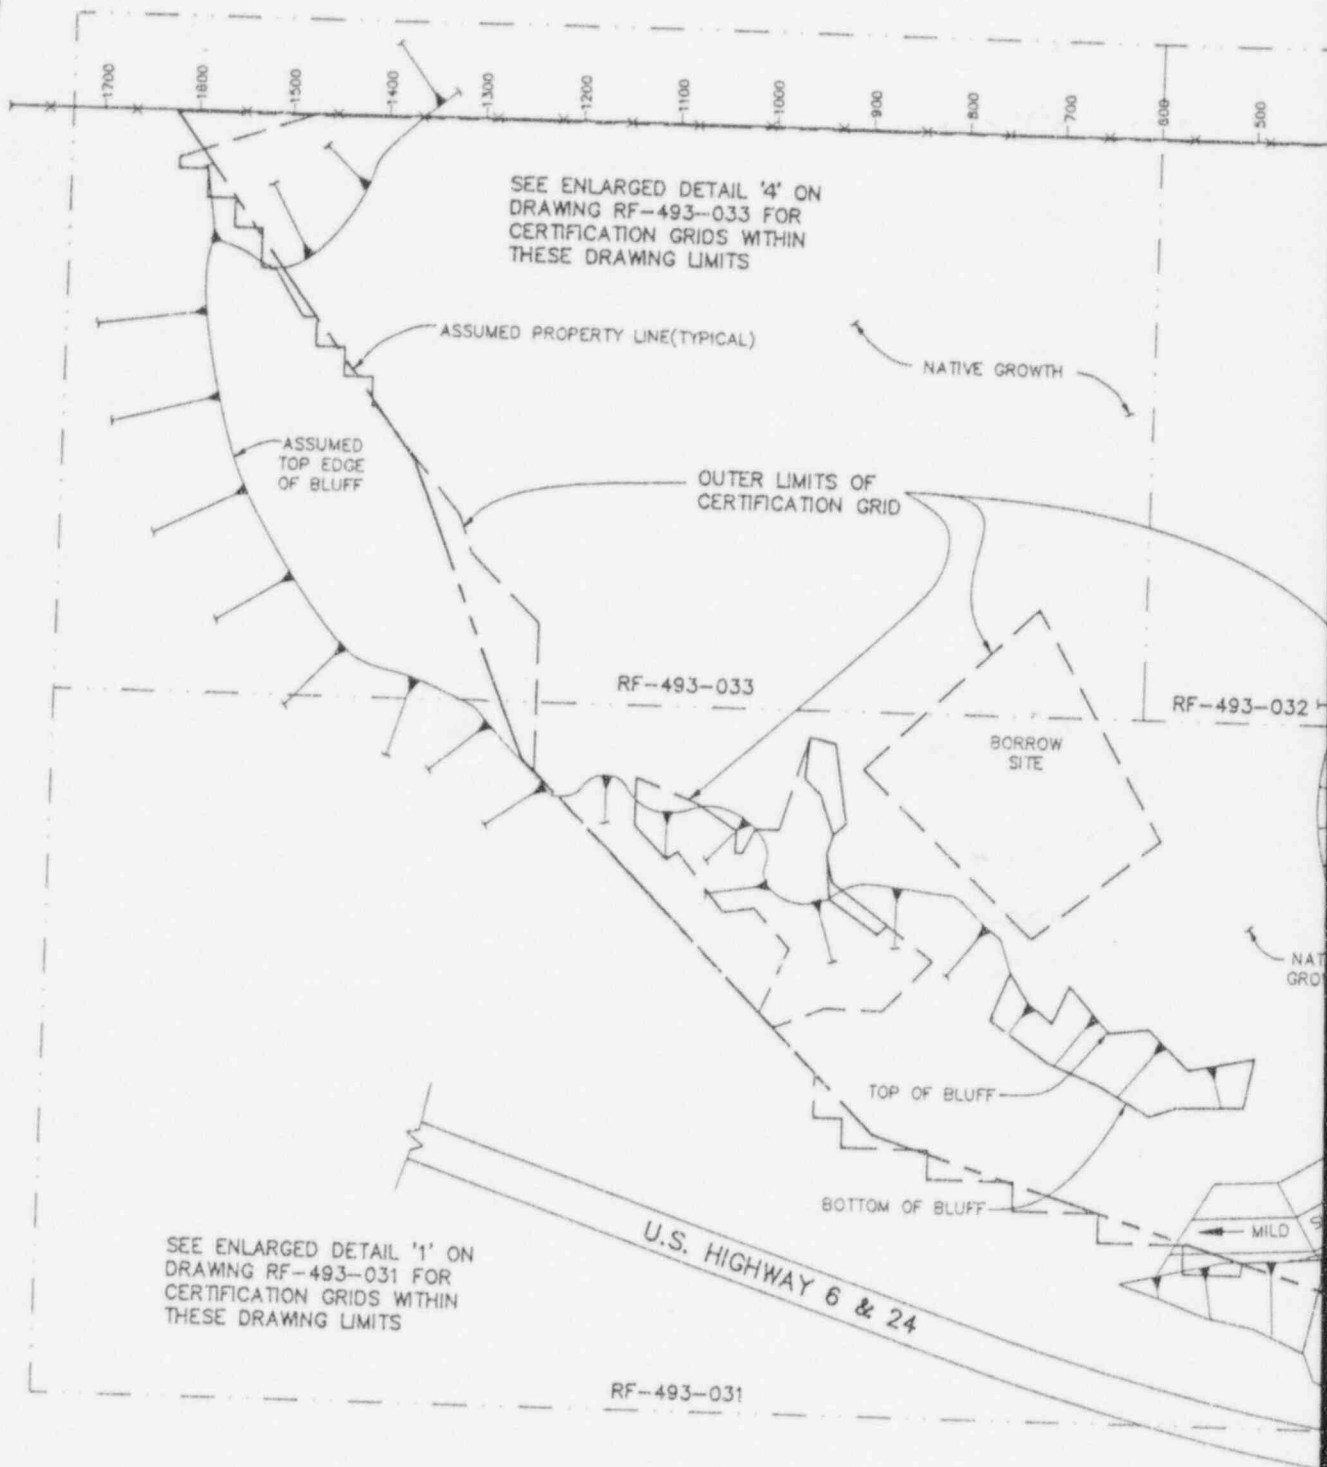 -1700
-1600
-1500
-1400
-1300
-1200
-1100
-1000
-900
-800
-700
-600
-500
SEE ENLARGED DETAIL '4' ON
DRAWING RF-493-033 FOR
CERTIFICATION GRIDS WITHIN
THESE DRAWING LIMITS
ASSUMED PROPERTY LINE(TYPICAL)
NATIVE GROWTH
ASSUMED
TOP EDGE
OF BLUFF
OUTER LIMITS OF
CERTIFICATION GRID
RF-493-033
RF-493-032
BORROW
SITE
NAT
GRO
TOP OF BLUFF
BOTTOM OF BLUFF
MILD
U.S. HIGHWAY 6 & 24
SEE ENLARGED DETAIL '1' ON
DRAWING RF-493-031 FOR
CERTIFICATION GRIDS WITHIN
THESE DRAWING LIMITS
RF-493-031